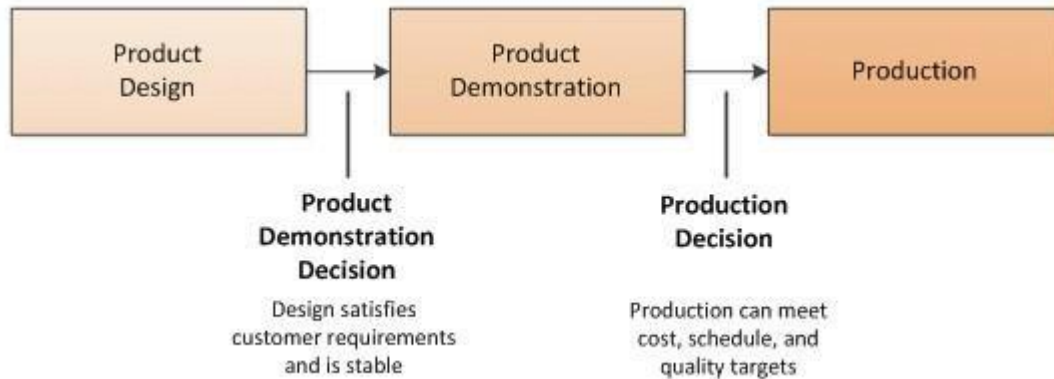 Product
Design
Product
Demonstration
Production
Product
Demonstration
Decision
Design satisfies
customer requirements
and is stable
Production
Decision
Production can meet
cost, schedule, and
quality targets